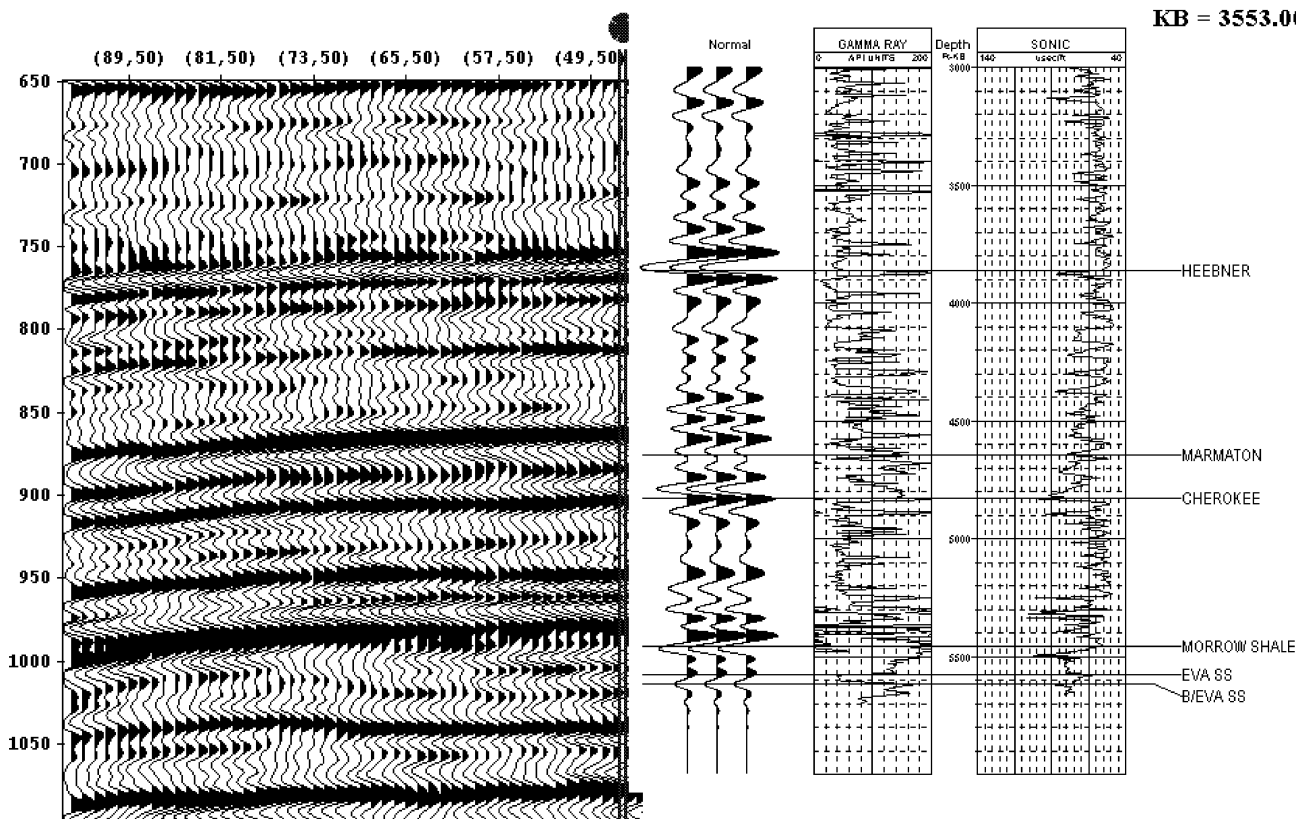 KB = 3553.00
(89,50) (81,50) (73,50) (65,50) (57,50) (49,50)
Normal
GAMMA RAY
0 API UNITS 200
Depth
Ft-KB
SONIC
140 usec/ft 40
650
700
750
800
850
900
950
1000
1050
3000
3500
4000
4500
5000
5500
HEEBNER
MARMATON
CHEROKEE
MORROW SHALE
EVA SS
B/EVA SS